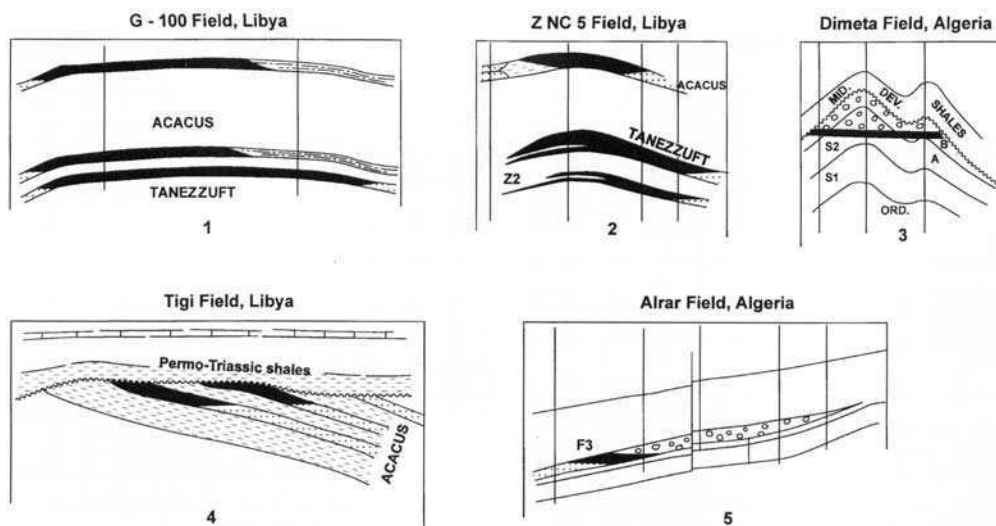 G - 100 Field, Libya
ACACUS
TANEZZUFT
1
Z NC 5 Field, Libya
ACACUS
TANEZZUFT
Z2
2
Dimeta Field, Algeria
MID. DEV. SHALES
S2
B
A
S1
ORD.
3
Tigi Field, Libya
Permo-Triassic shales
ACACUS
4
Alrar Field, Algeria
F3
5